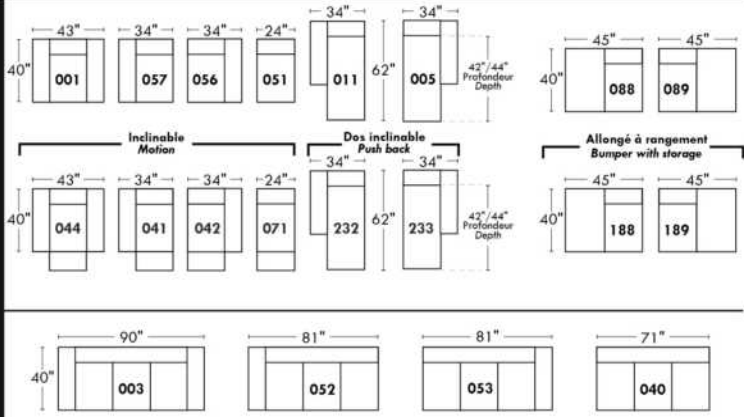 43" 34" 34" 24" 34" 34" 45" 45"
40" 001 057 056 051 011 62" 005 42"/44" Profondeur Depth 40" 088 089
Inclinable
Motion
Dos inclinable
Push back
Allongé à rangement
Bumper with storage
43" 34" 34" 24" 34" 34" 45" 45"
40" 044 041 042 071 232 62" 233 42"/44" Profondeur Depth 40" 188 189
90" 81" 81" 71"
40" 003 052 053 040